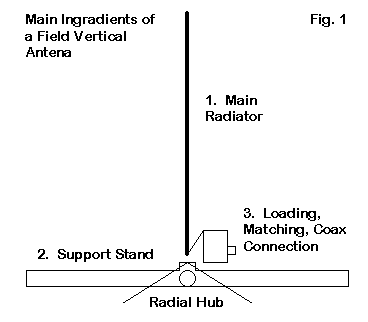 Main Ingradients of
a Field Vertical
Antena
Fig. 1
1. Main
Radiator
3. Loading,
Matching, Coax
Connection
2. Support Stand
Radial Hub